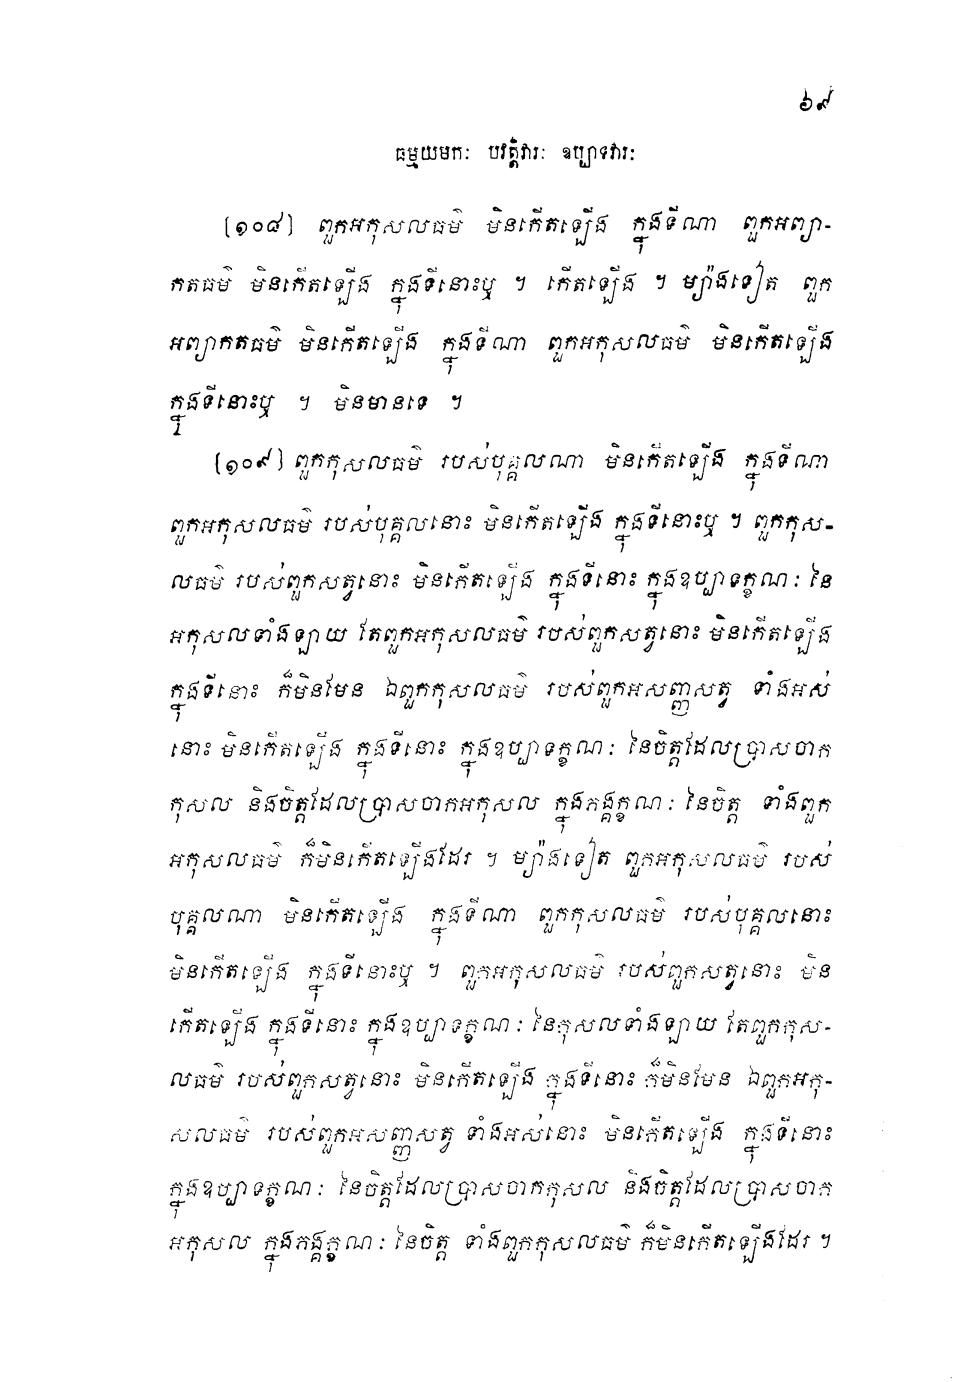 ៦៩
ធម្មយមកៈ បវត្តិវារៈ ឧប្បាទវារៈ
[១០៨] ពួកអកុសលធម៌ មិនកើតឡើង ក្នុងទីណា ពួកអព្យា-
កតធម៌ មិនកើតឡើង ក្នុងទីនោះឬ ។ កើតឡើង ។ ម្យ៉ាងទៀត ពួក
អព្យាកតធម៌ មិនកើតឡើង ក្នុងទីណា ពួកអកុសលធម៌ មិនកើតឡើង
ក្នុងទីនោះឬ ។ មិនមានទេ ។
[១០៩] ពួកកុសលធម៌ របស់បុគ្គលណា មិនកើតឡើង ក្នុងទីណា
ពួកអកុសលធម៌ របស់បុគ្គលនោះ មិនកើតឡើង ក្នុងទីនោះឬ ។ ពួកកុស-
លធម៌ របស់ពួកសត្វនោះ មិនកើតឡើង ក្នុងទីនោះ ក្នុងឧប្បាទក្ខណៈ នៃ
អកុសលទាំងឡាយ តែពួកអកុសលធម៌ របស់ពួកសត្វនោះ មិនកើតឡើង
ក្នុងទីនោះ ក៏មិនមែន ឯពួកកុសលធម៌ របស់ពួកអសញ្ញសត្វ ទាំងអស់
នោះ មិនកើតឡើង ក្នុងទីនោះ ក្នុងឧប្បាទក្ខណៈ នៃចិត្តដែលប្រាសចាក
កុសល និងចិត្តដែលប្រាសចាកអកុសល ក្នុងភង្គក្ខណៈ នៃចិត្ត ទាំងពួក
អកុសលធម៌ ក៏មិនកើតឡើងដែរ ។ ម្យ៉ាងទៀត ពួកអកុសលធម៌ របស់
បុគ្គលណា មិនកើតឡើង ក្នុងទីណា ពួកកុសលធម៌ របស់បុគ្គលនោះ
មិនកើតឡើង ក្នុងទីនោះឬ ។ ពួកអកុសលធម៌ របស់ពួកសត្វនោះ មិន
កើតឡើង ក្នុងទីនោះ ក្នុងឧប្បាទក្ខណៈ នៃកុសលទាំងឡាយ តែពួកកុស-
លធម៌ របស់ពួកសត្វនោះ មិនកើតឡើង ក្នុងទីនោះ ក៏មិនមែន ឯពួកអកុ-
សលធម៌ របស់ពួកអសញ្ញសត្វ ទាំងអស់នោះ មិនកើតឡើង ក្នុងទីនោះ
ក្នុងឧប្បាទក្ខណៈ នៃចិត្តដែលប្រាសចាកកុសល និងចិត្តដែលប្រាសចាក
អកុសល ក្នុងភង្គក្ខណៈ នៃចិត្ត ទាំងពួកកុសលធម៌ ក៏មិនកើតឡើងដែរ ។